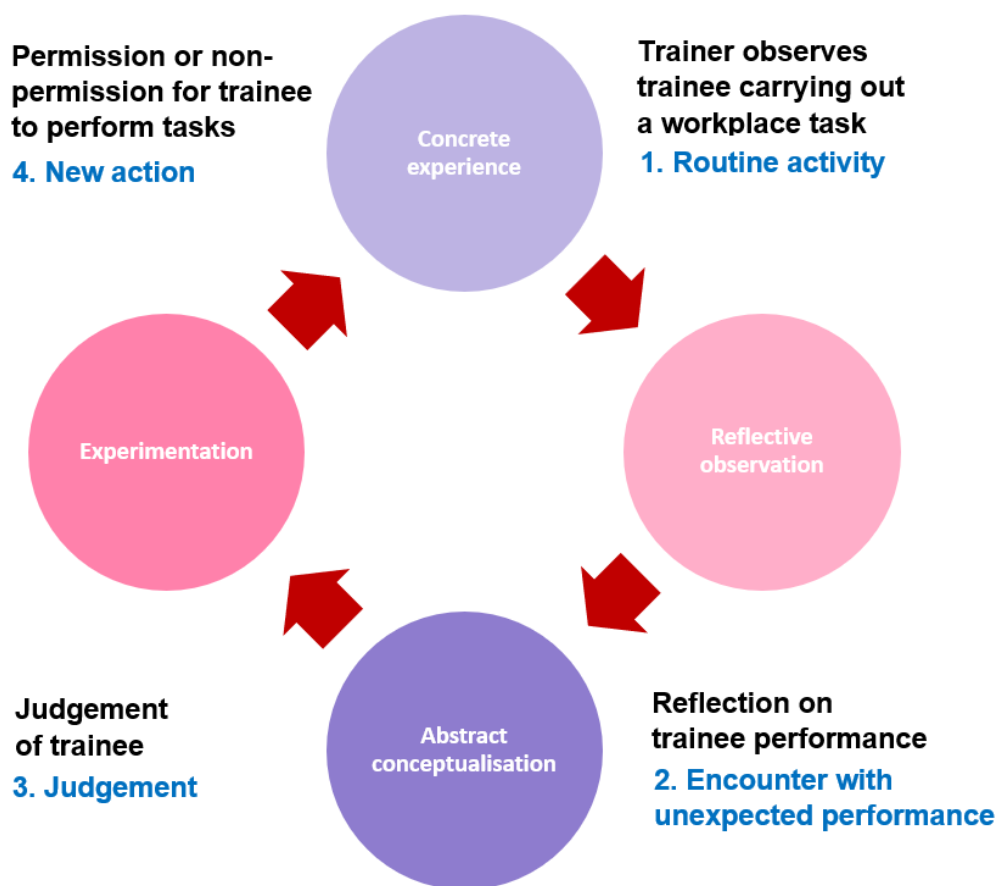 Permission or non-
permission for trainee
to perform tasks
4. New action
Concrete
experience
Trainer observes
trainee carrying out
a workplace task
1. Routine activity
Experimentation
Reflective
observation
Judgement
of trainee
3. Judgement
Abstract
conceptualisation
Reflection on
trainee performance
2. Encounter with
unexpected performance